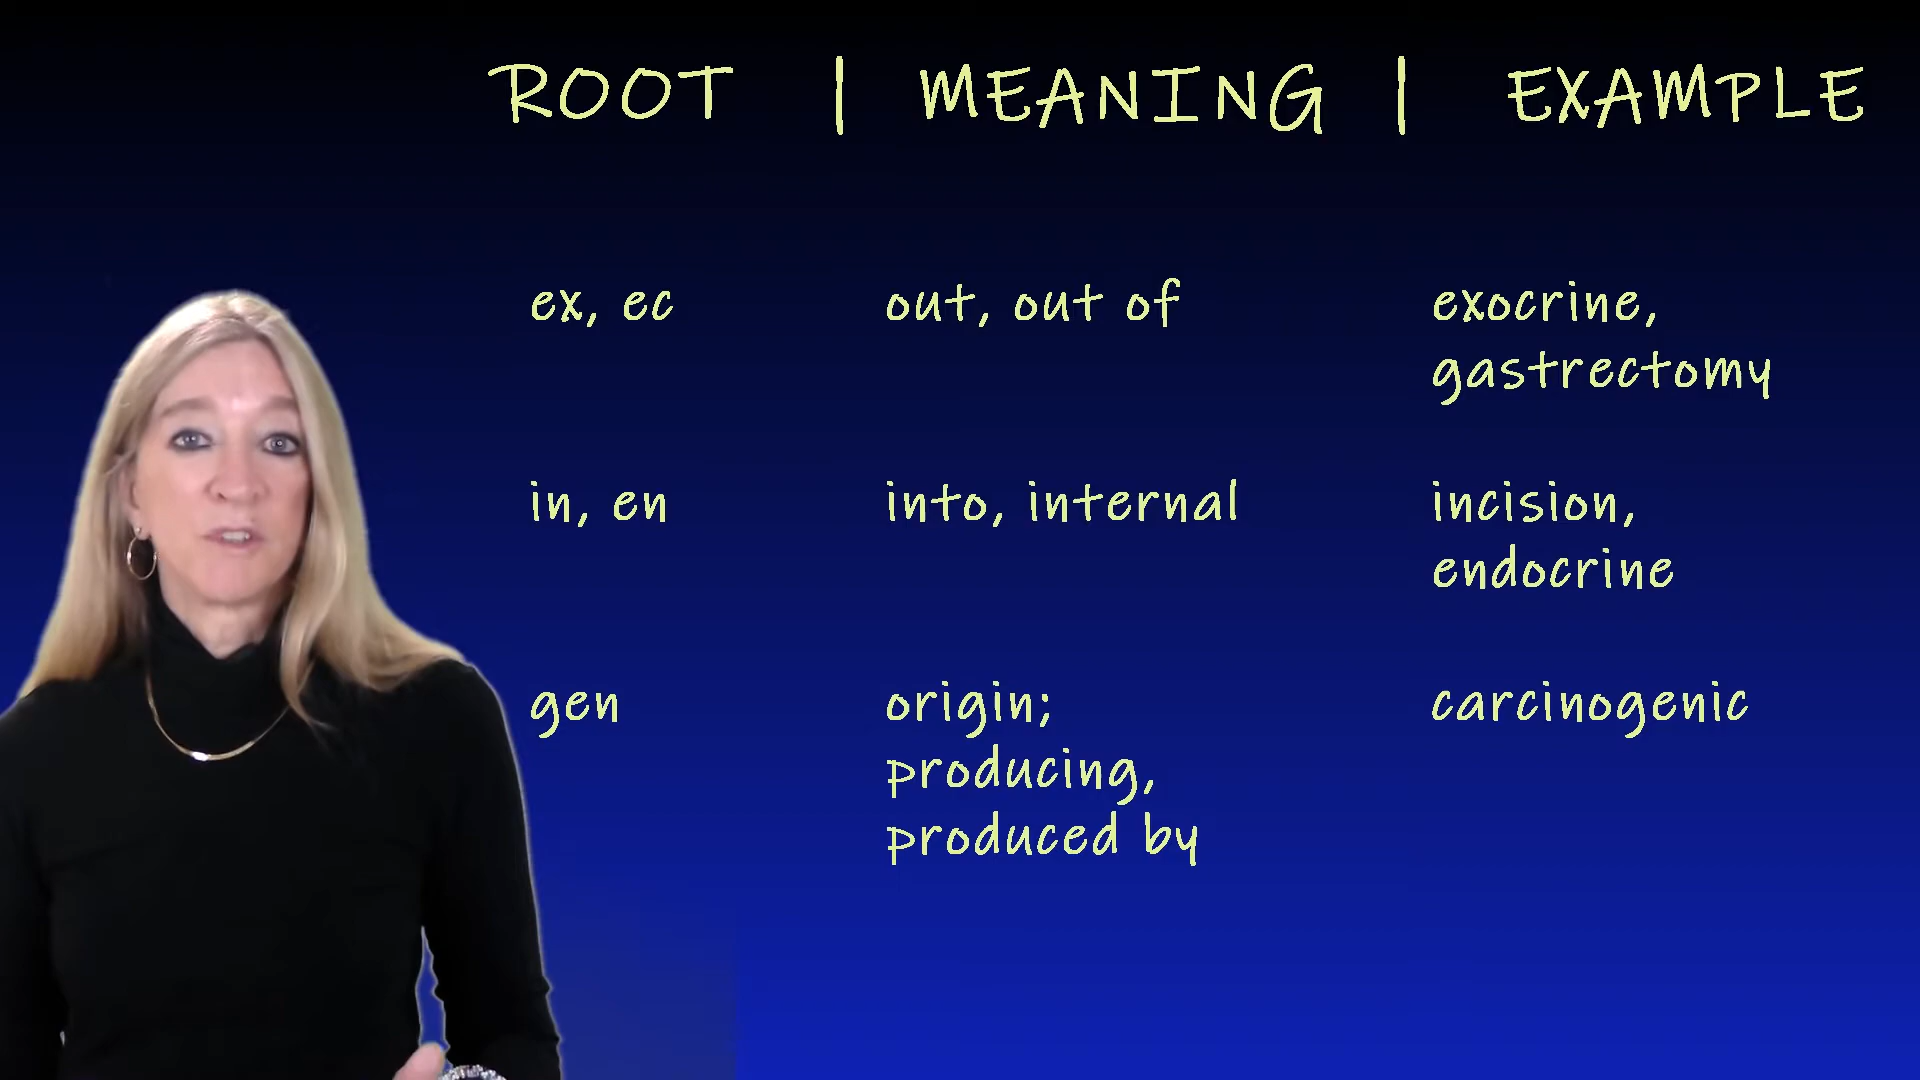 ROOT | MEANING | EXAMPLE
ex, ec out, out of exocrine,
gastrectomy
in, en into, internal incision,
endocrine
gen origin; carcinogenic
producing,
produced by